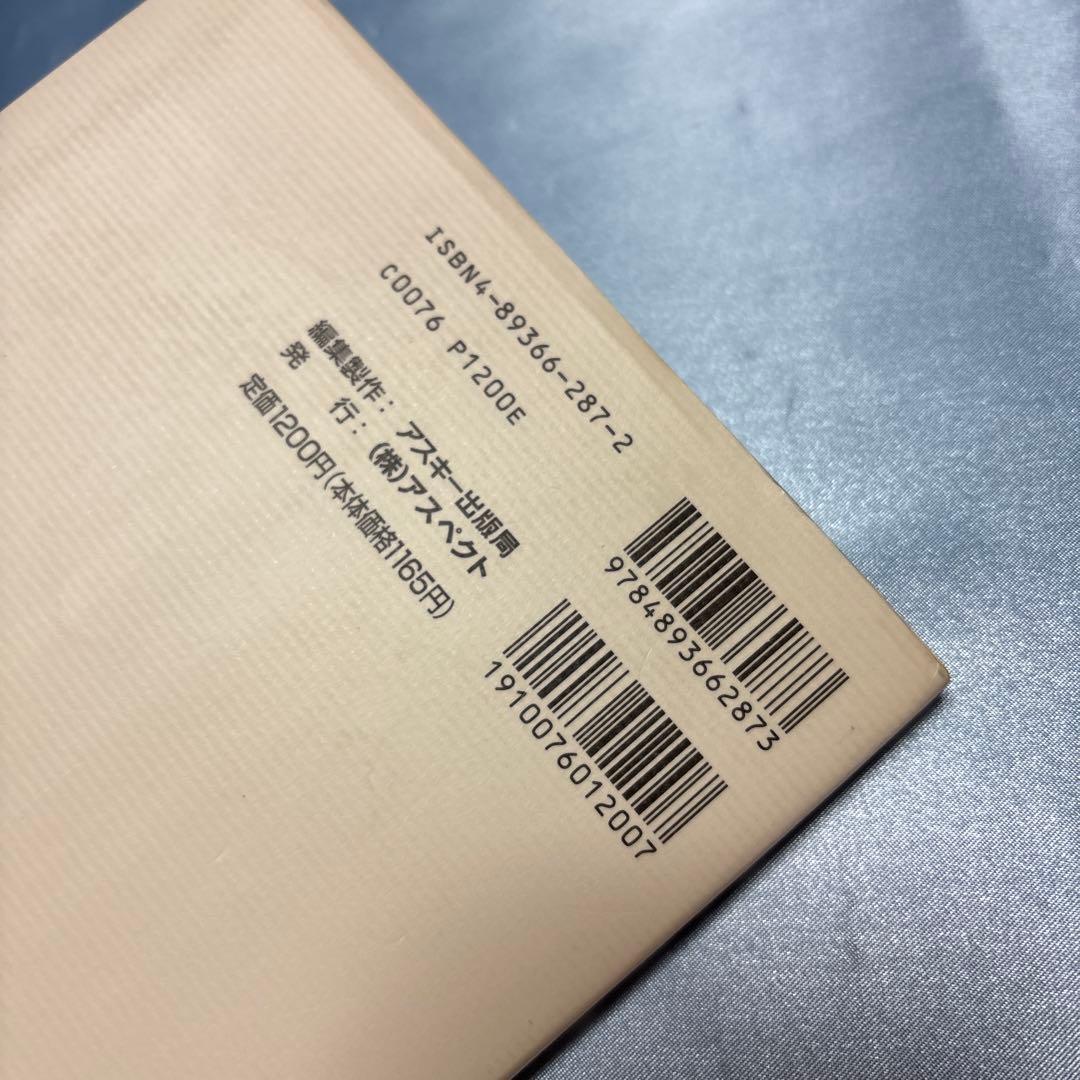 ISBN4-89366-287-2
C0076 P1200E
編集製作：アスキー出版局
発　行：(株)アスペクト
定価1200円(本体価格1165円)
9784893662873
1910076012007